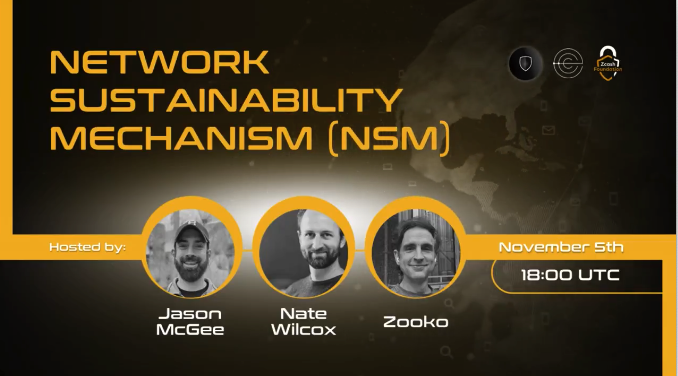 NETWORK
SUSTAINABILITY
MECHANISM (NSM)
Zcash
Foundation
Hosted by:
November 5th
18:00 UTC
Jason
McGee
Nate
Wilcox
Zooko